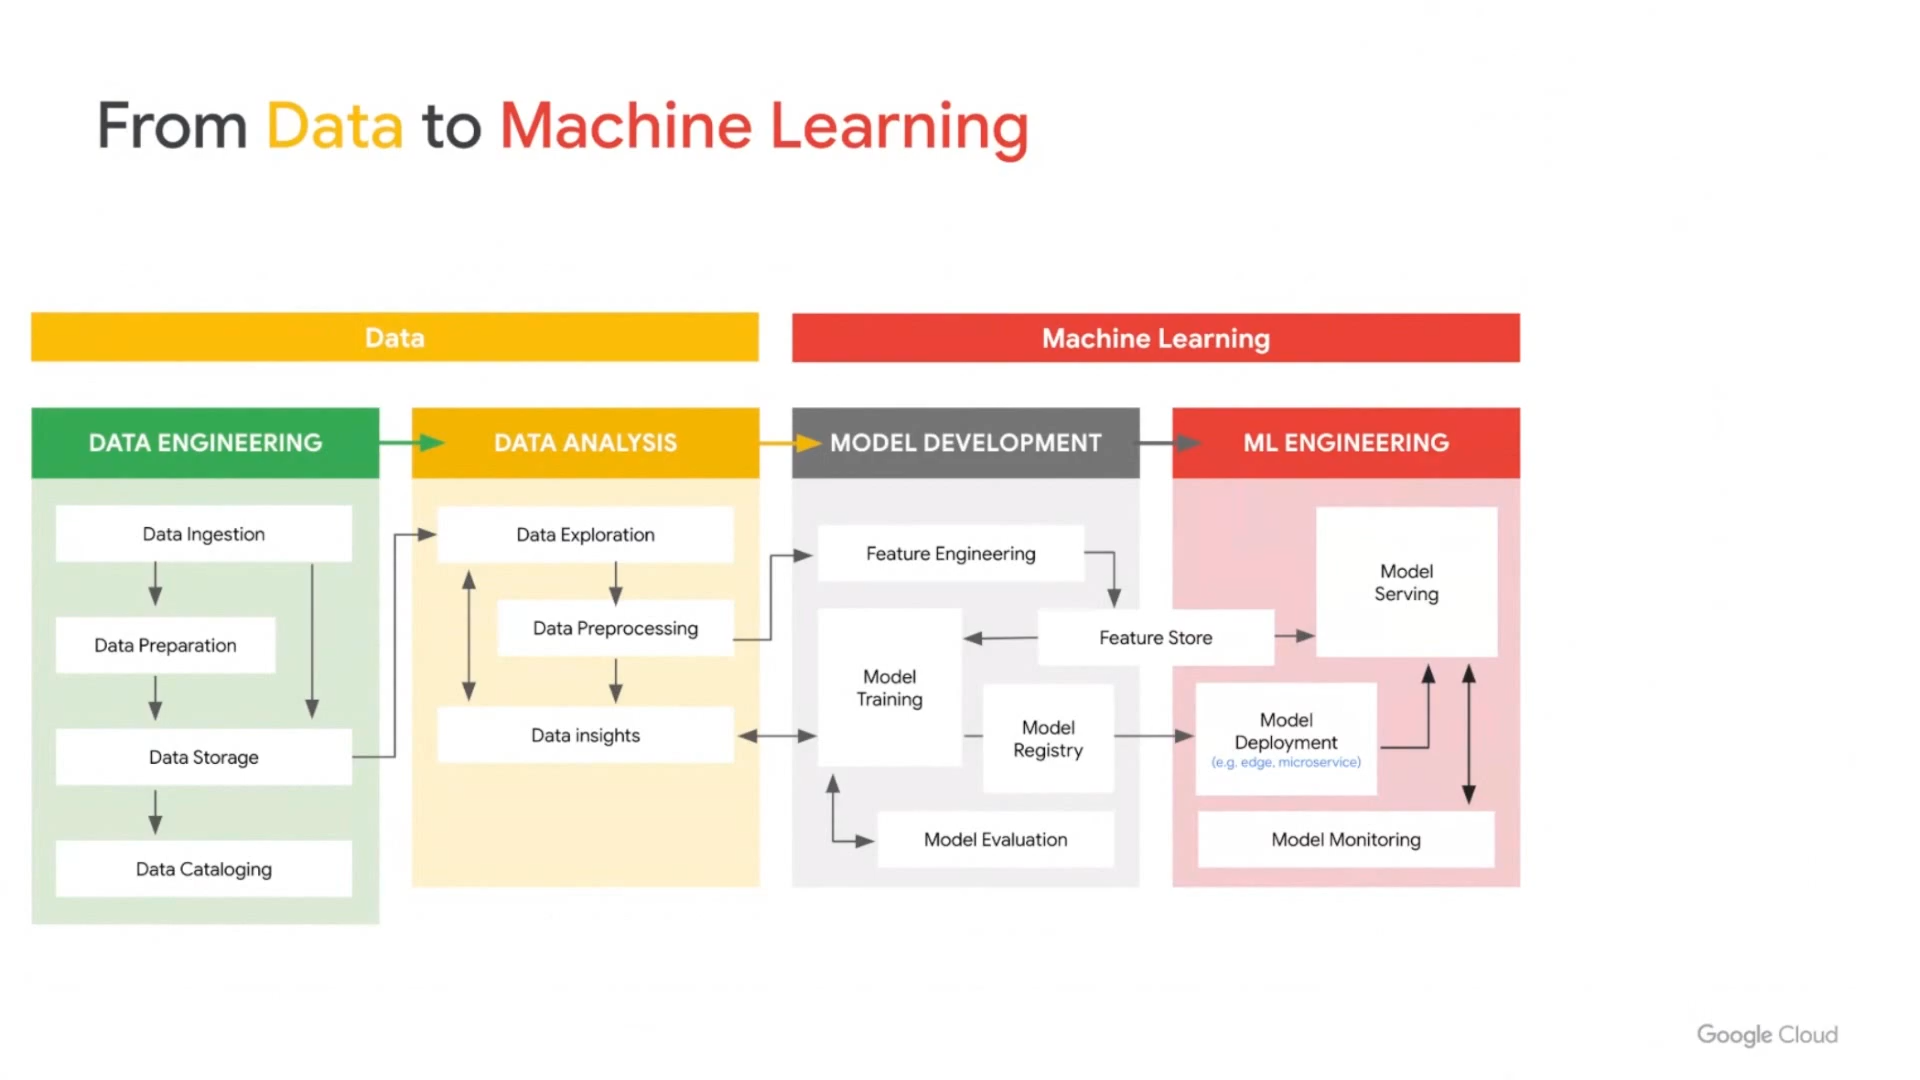 From Data to Machine Learning
Data
Machine Learning
DATA ENGINEERING
DATA ANALYSIS
MODEL DEVELOPMENT
ML ENGINEERING
Data Ingestion
Data Preparation
Data Storage
Data Cataloging
Data Exploration
Data Preprocessing
Data insights
Feature Engineering
Feature Store
Model
Training
Model
Registry
Model Evaluation
Model
Serving
Model
Deployment
(e.g. edge, microservice)
Model Monitoring
Google Cloud